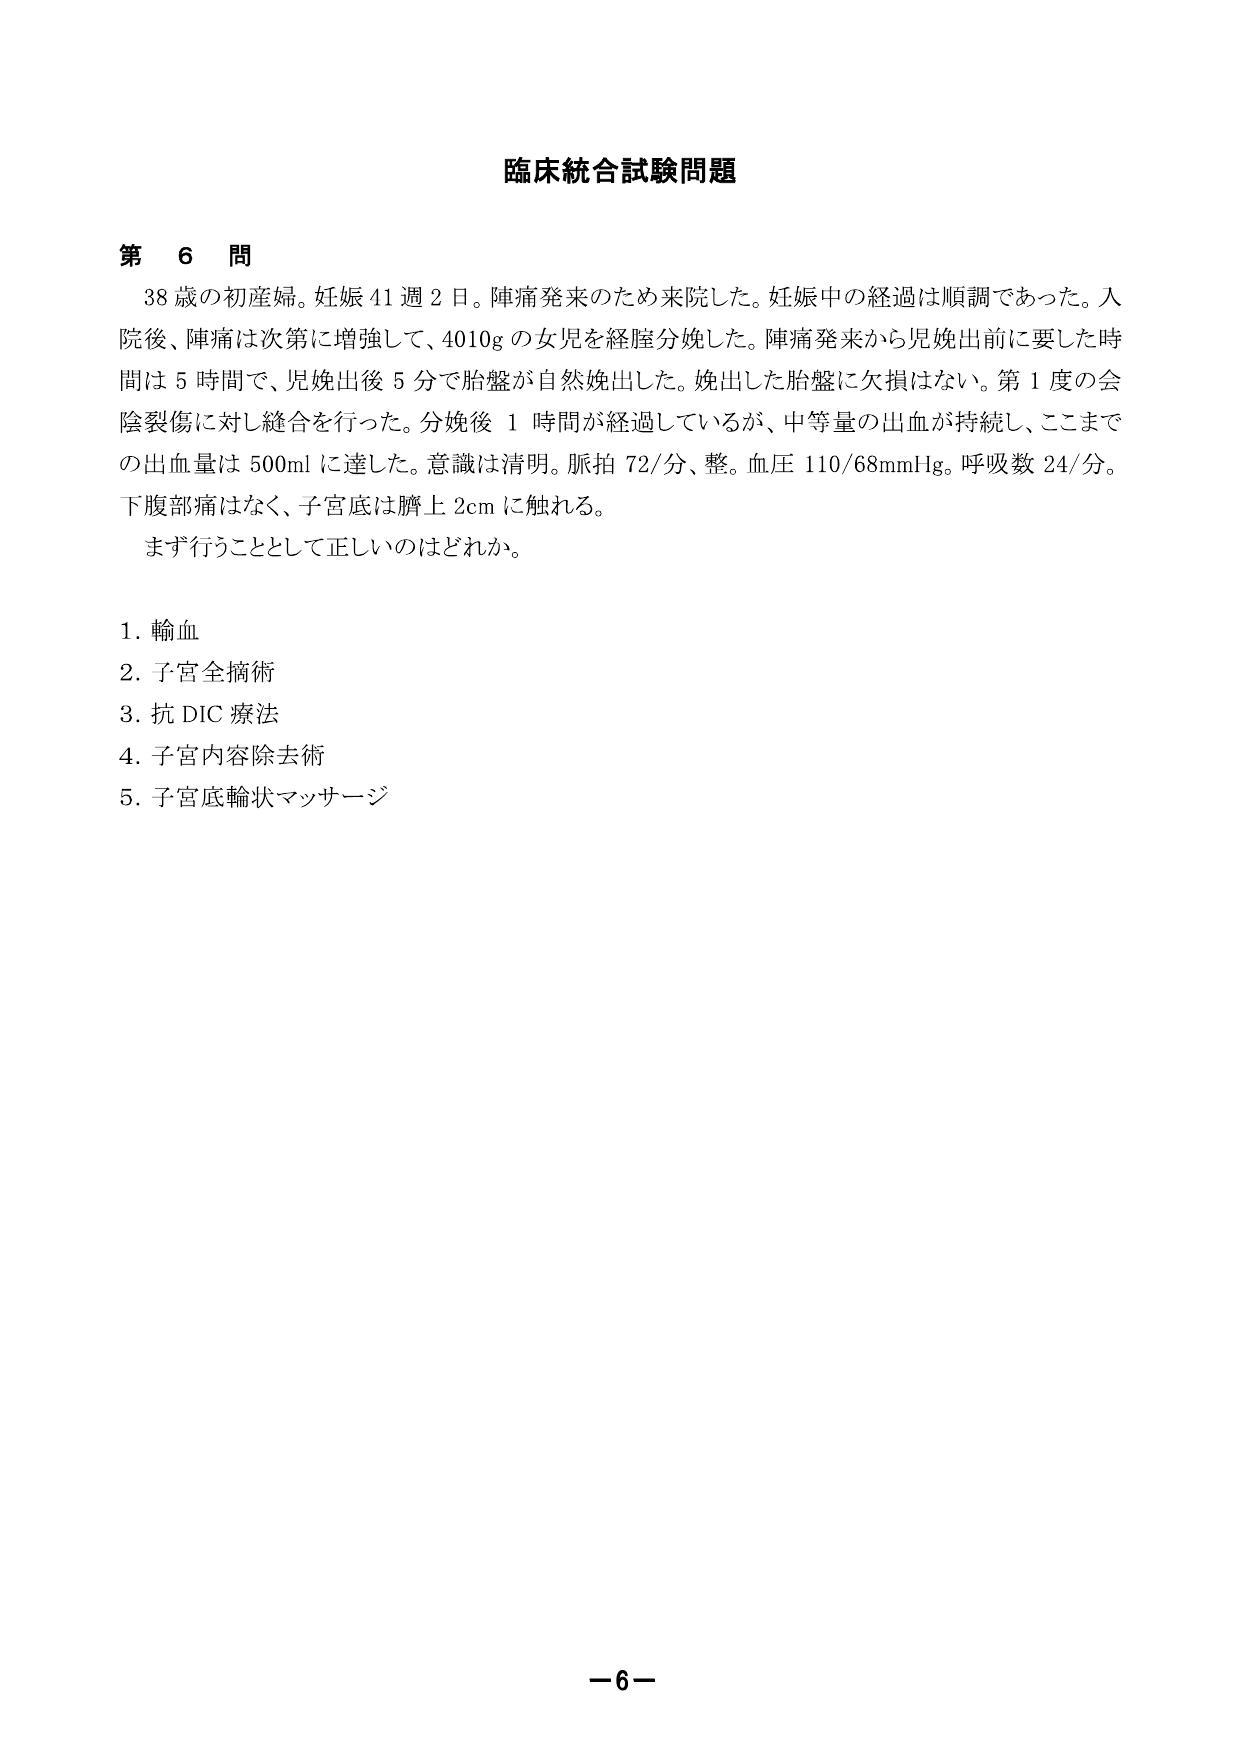 臨床統合試験問題
第 6 問
38 歳の初産婦。妊娠 41 週 2 日。陣痛発来のため来院した。妊娠中の経過は順調であった。入
院後、陣痛は次第に増強して、4010g の女児を経腟分娩した。陣痛発来から児娩出前に要した時
間は 5 時間で、児娩出後 5 分で胎盤が自然娩出した。娩出した胎盤に欠損はない。第 1 度の会
陰裂傷に対し縫合を行った。分娩後 1 時間が経過しているが、中等量の出血が持続し、ここまで
の出血量は 500ml に達した。意識は清明。脈拍 72/分、整。血圧 110/68mmHg。呼吸数 24/分。
下腹部痛はなく、子宮底は臍上 2cm に触れる。
まず行うこととして正しいのはどれか。
1. 輸血
2. 子宮全摘術
3. 抗 DIC 療法
4. 子宮内容除去術
5. 子宮底輪状マッサージ
－6－